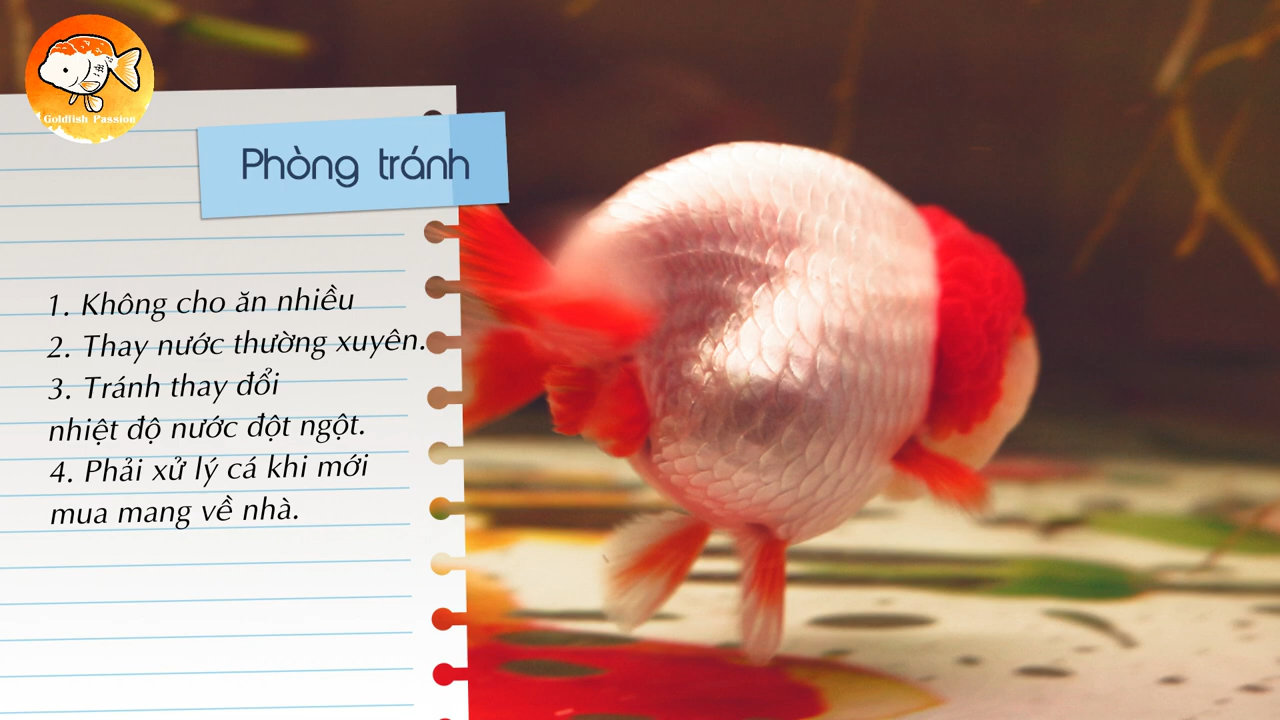 Goldfish Passion
Phòng tránh
1. Không cho ăn nhiều
2. Thay nước thường xuyên.
3. Tránh thay đổi
nhiệt độ nước đột ngột.
4. Phải xử lý cá khi mới
mua mang về nhà.